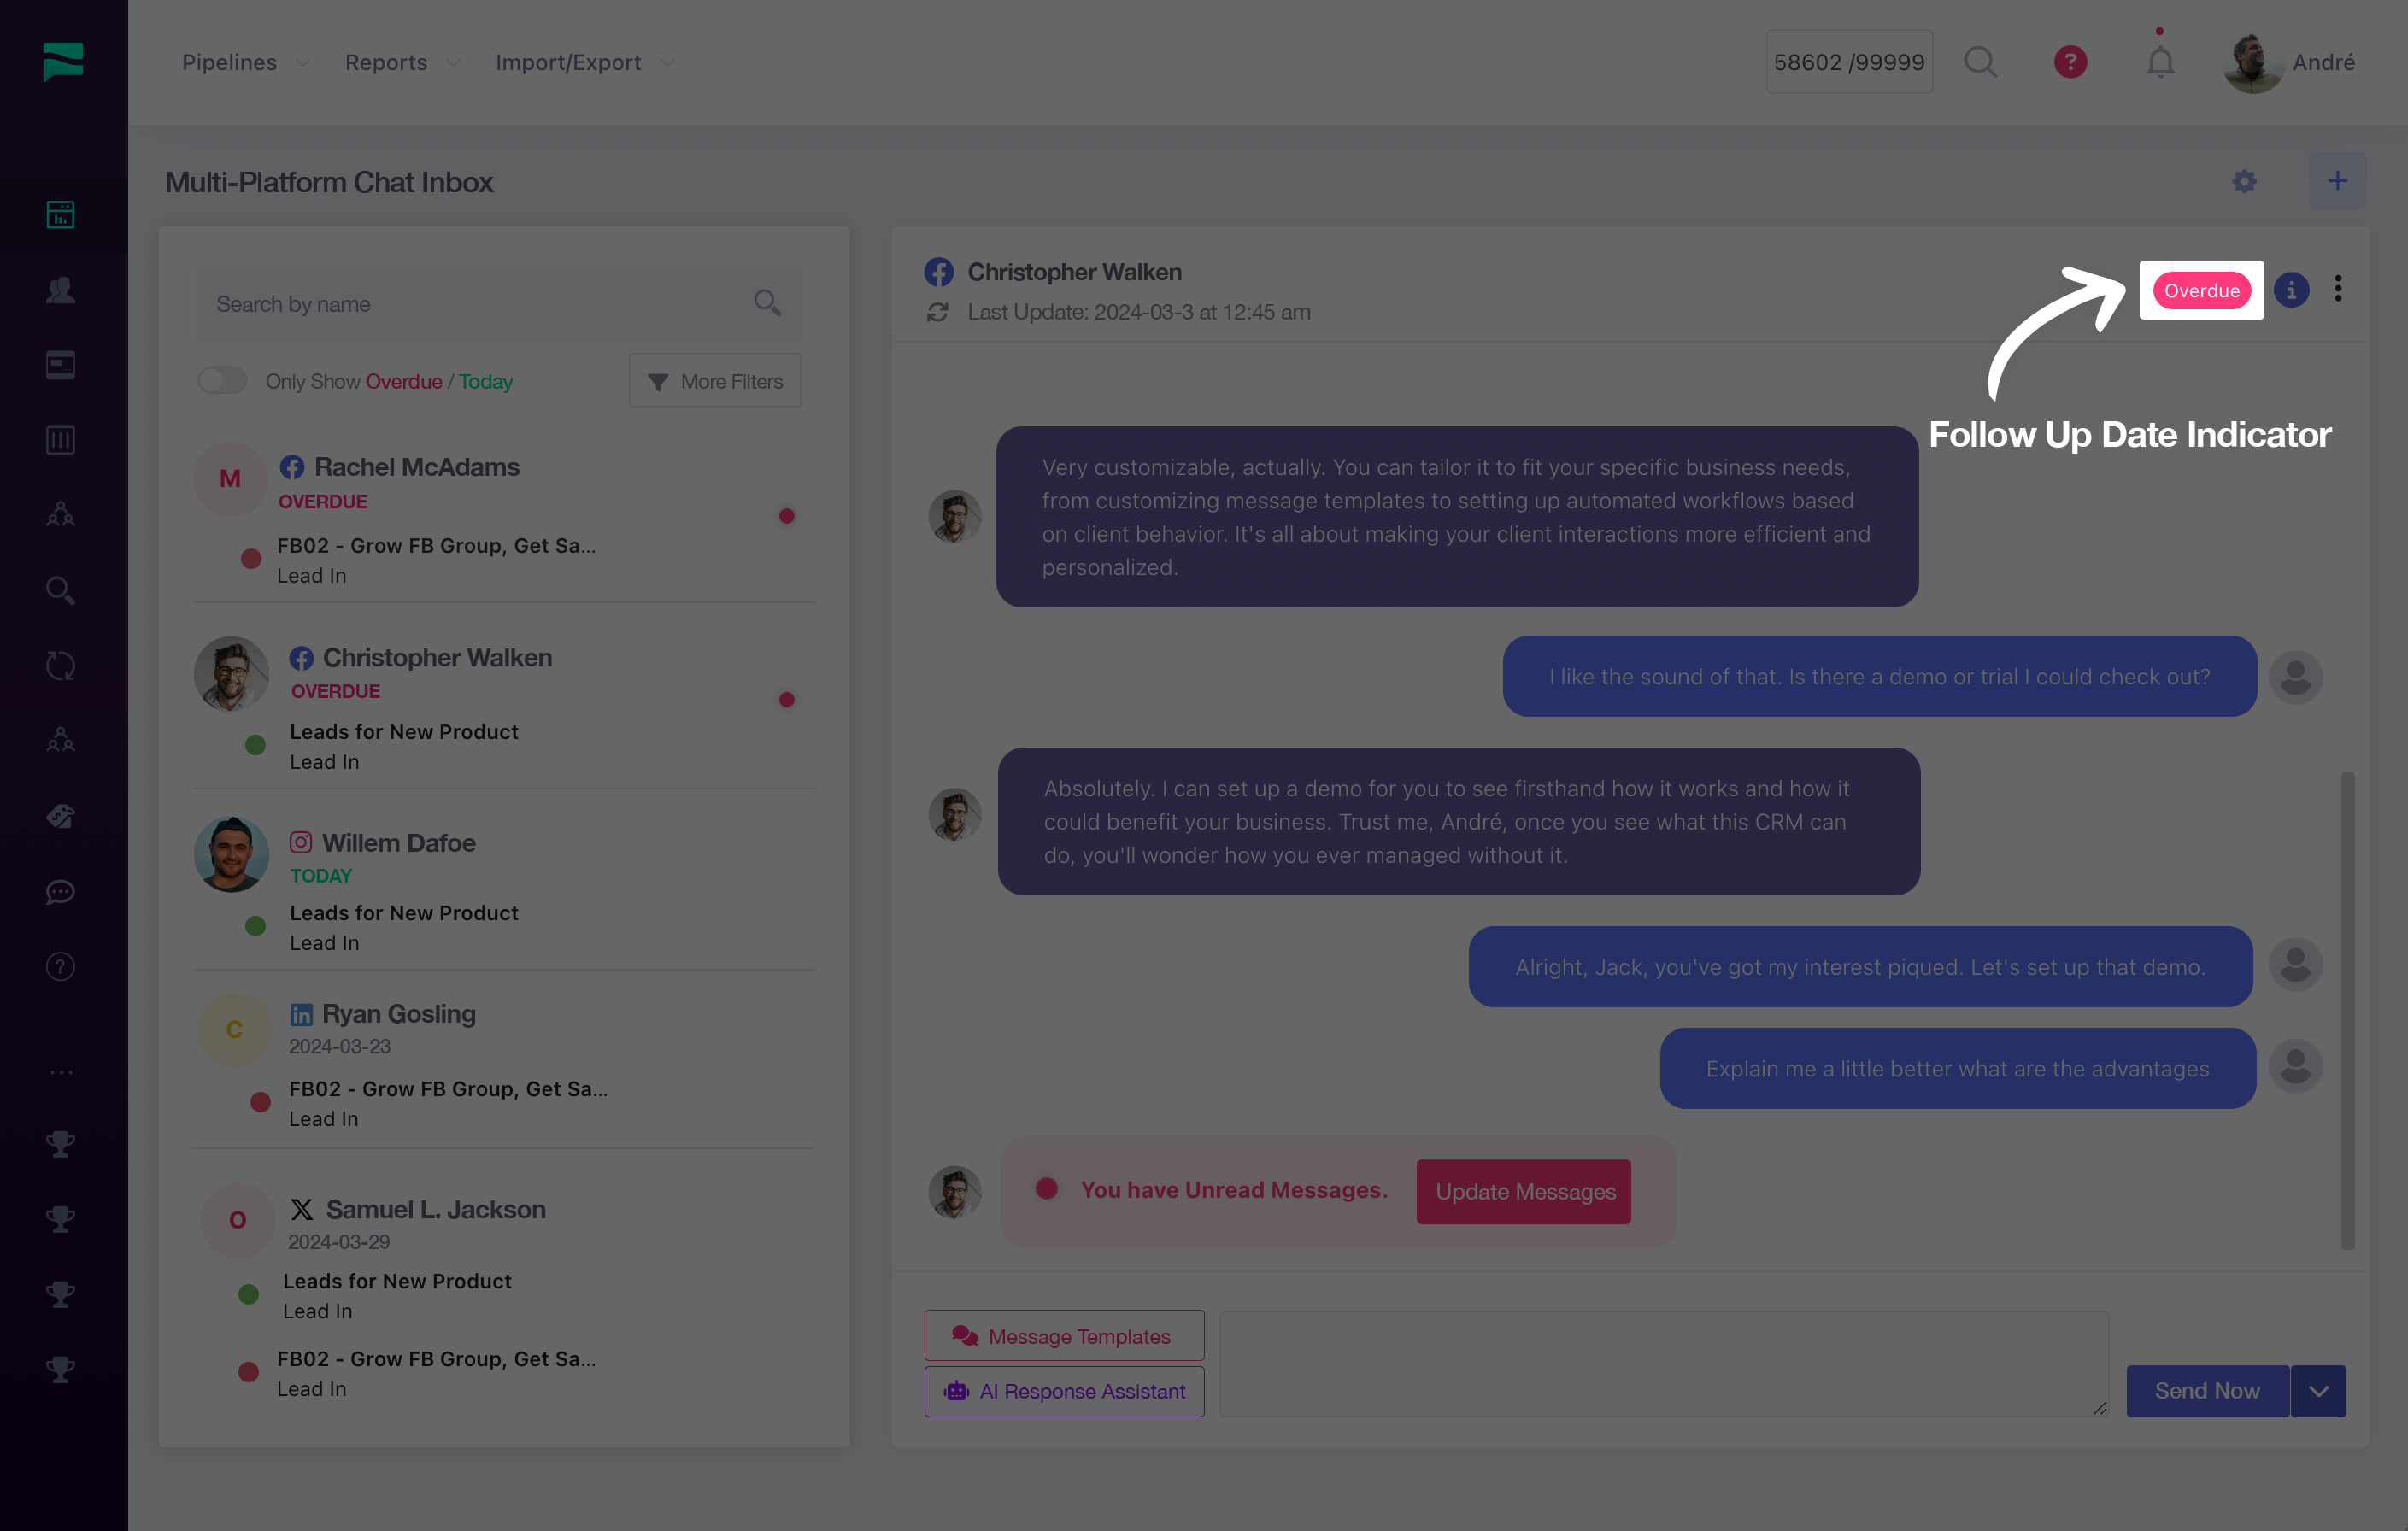 Pipelines
Reports
Import/Export
58602 /99999
?
André
Multi-Platform Chat Inbox
+
Search by name
Only Show Overdue / Today
More Filters
M
Rachel McAdams
OVERDUE
FB02 - Grow FB Group, Get Sa...
Lead In
Christopher Walken
OVERDUE
Leads for New Product
Lead In
Willem Dafoe
TODAY
Leads for New Product
Lead In
C
Ryan Gosling
2024-03-23
FB02 - Grow FB Group, Get Sa...
Lead In
O
Samuel L. Jackson
2024-03-29
Leads for New Product
Lead In
FB02 - Grow FB Group, Get Sa...
Lead In
Christopher Walken
Last Update: 2024-03-3 at 12:45 am
Overdue
Follow Up Date Indicator
Very customizable, actually. You can tailor it to fit your specific business needs,
from customizing message templates to setting up automated workflows based
on client behavior. It's all about making your client interactions more efficient and
personalized.
I like the sound of that. Is there a demo or trial I could check out?
Absolutely. I can set up a demo for you to see firsthand how it works and how it
could benefit your business. Trust me, André, once you see what this CRM can
do, you'll wonder how you ever managed without it.
Alright, Jack, you've got my interest piqued. Let's set up that demo.
Explain me a little better what are the advantages
You have Unread Messages.
Update Messages
Message Templates
AI Response Assistant
Send Now